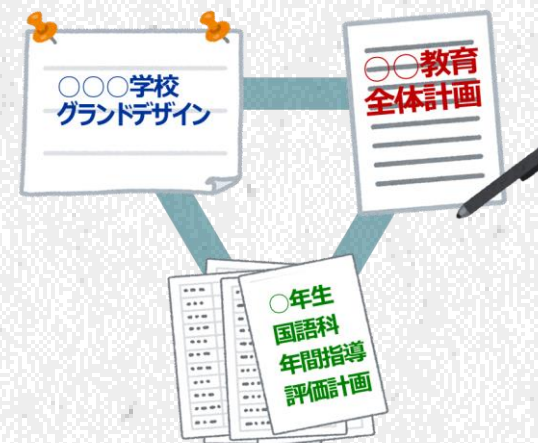 ○○○学校
グランドデザイン
○○教育
全体計画
○年生
国語科
年間指導
評価計画